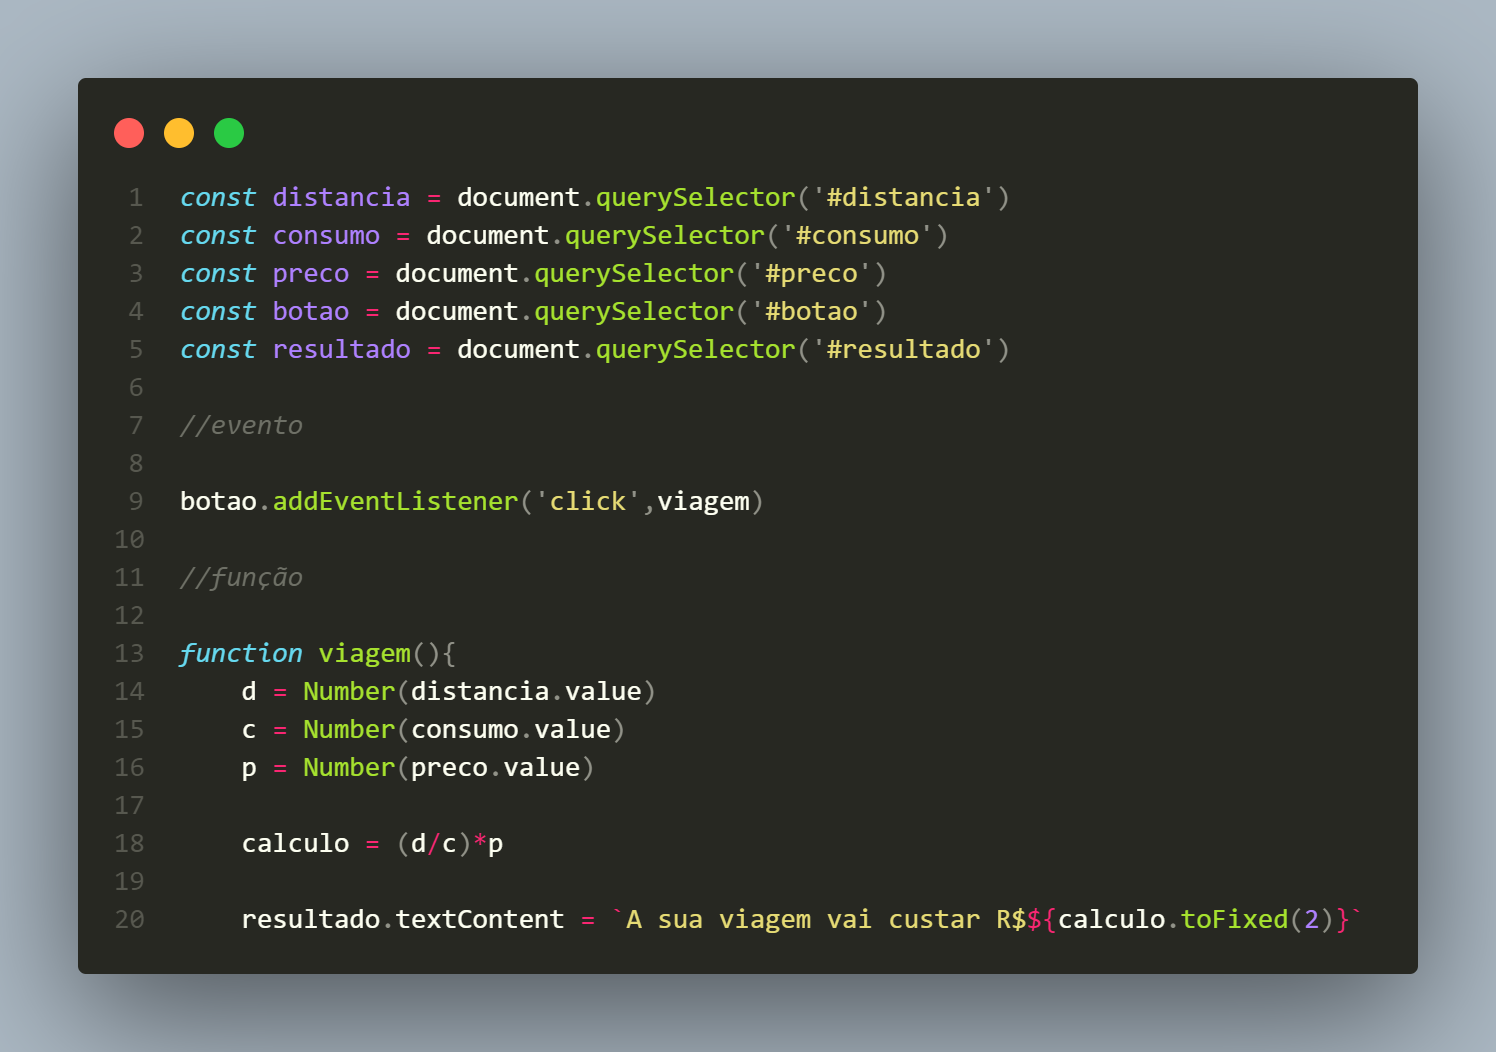 1 const distancia = document.querySelector('#distancia')
2 const consumo = document.querySelector('#consumo')
3 const preco = document.querySelector('#preco')
4 const botao = document.querySelector('#botao')
5 const resultado = document.querySelector('#resultado')
6
7 //evento
8
9 botao.addEventListener('click',viagem)
10
11 //função
12
13 function viagem(){
14     d = Number(distancia.value)
15     c = Number(consumo.value)
16     p = Number(preco.value)
17
18     calculo = (d/c)*p
19
20     resultado.textContent = `A sua viagem vai custar R$${calculo.toFixed(2)}`